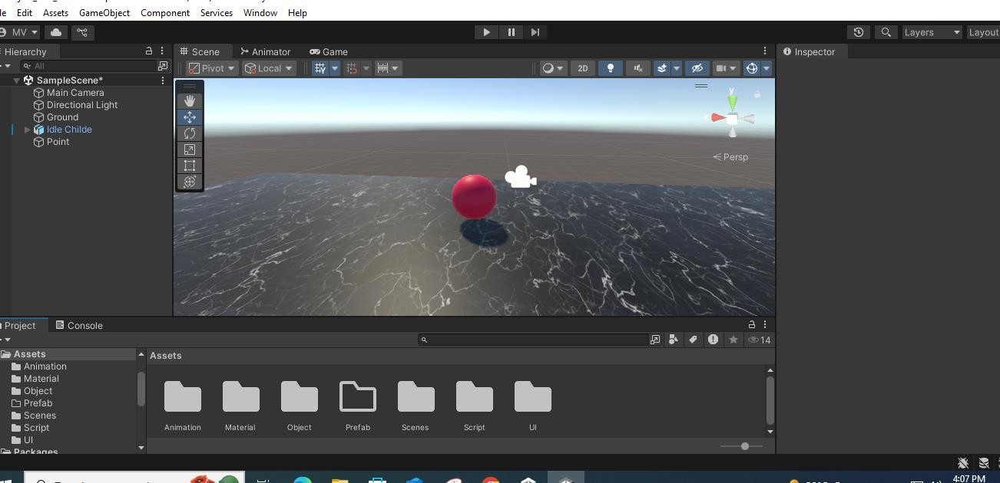 Edit Assets GameObject Component Services Window Help
MV Layers Layout
Hierarchy Scene Animator Game Inspector
All Pivot Local 2D
SampleScene*
Main Camera
Directional Light
Ground
Idle Childe
Point
y
x
Persp
Project Console
14
Assets Assets
Animation
Material
Object
Prefab
Scenes
Script
UI
Packages
Animation Material Object Prefab Scenes Script UI
4:07 PM